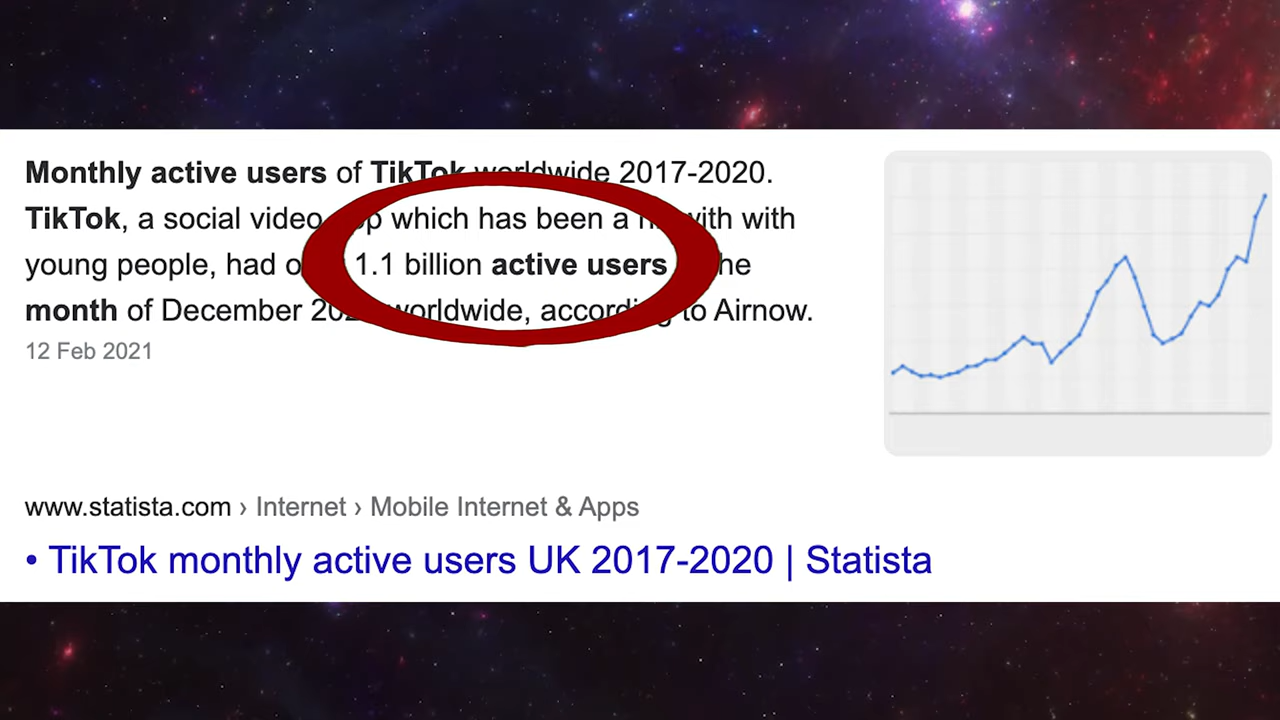 Monthly active users of TikTok worldwide 2017-2020.
TikTok, a social video which has been a with with
young people, had 1.1 billion active users
month of December worldwide, according to Airnow.
12 Feb 2021
www.statista.com › Internet › Mobile Internet & Apps
• TikTok monthly active users UK 2017-2020 | Statista